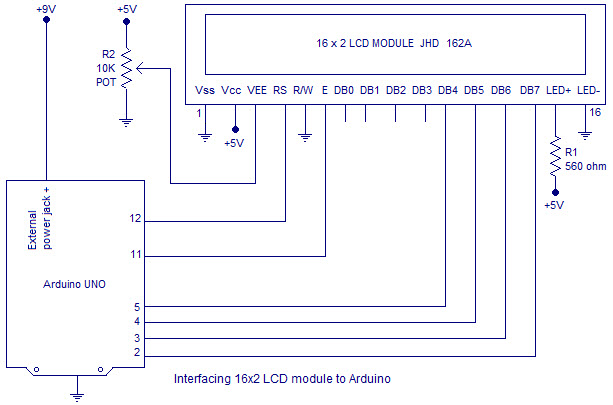 +9V
+5V
R2
10K
POT
16 x 2 LCD MODULE JHD 162A
Vss Vcc VEE RS R/W E DB0 DB1 DB2 DB3 DB4 DB5 DB6 DB7 LED+ LED-
1
16
+5V
R1
560 ohm
+5V
External
power jack +
12
11
Arduino UNO
5
4
3
2
Interfacing 16x2 LCD module to Arduino